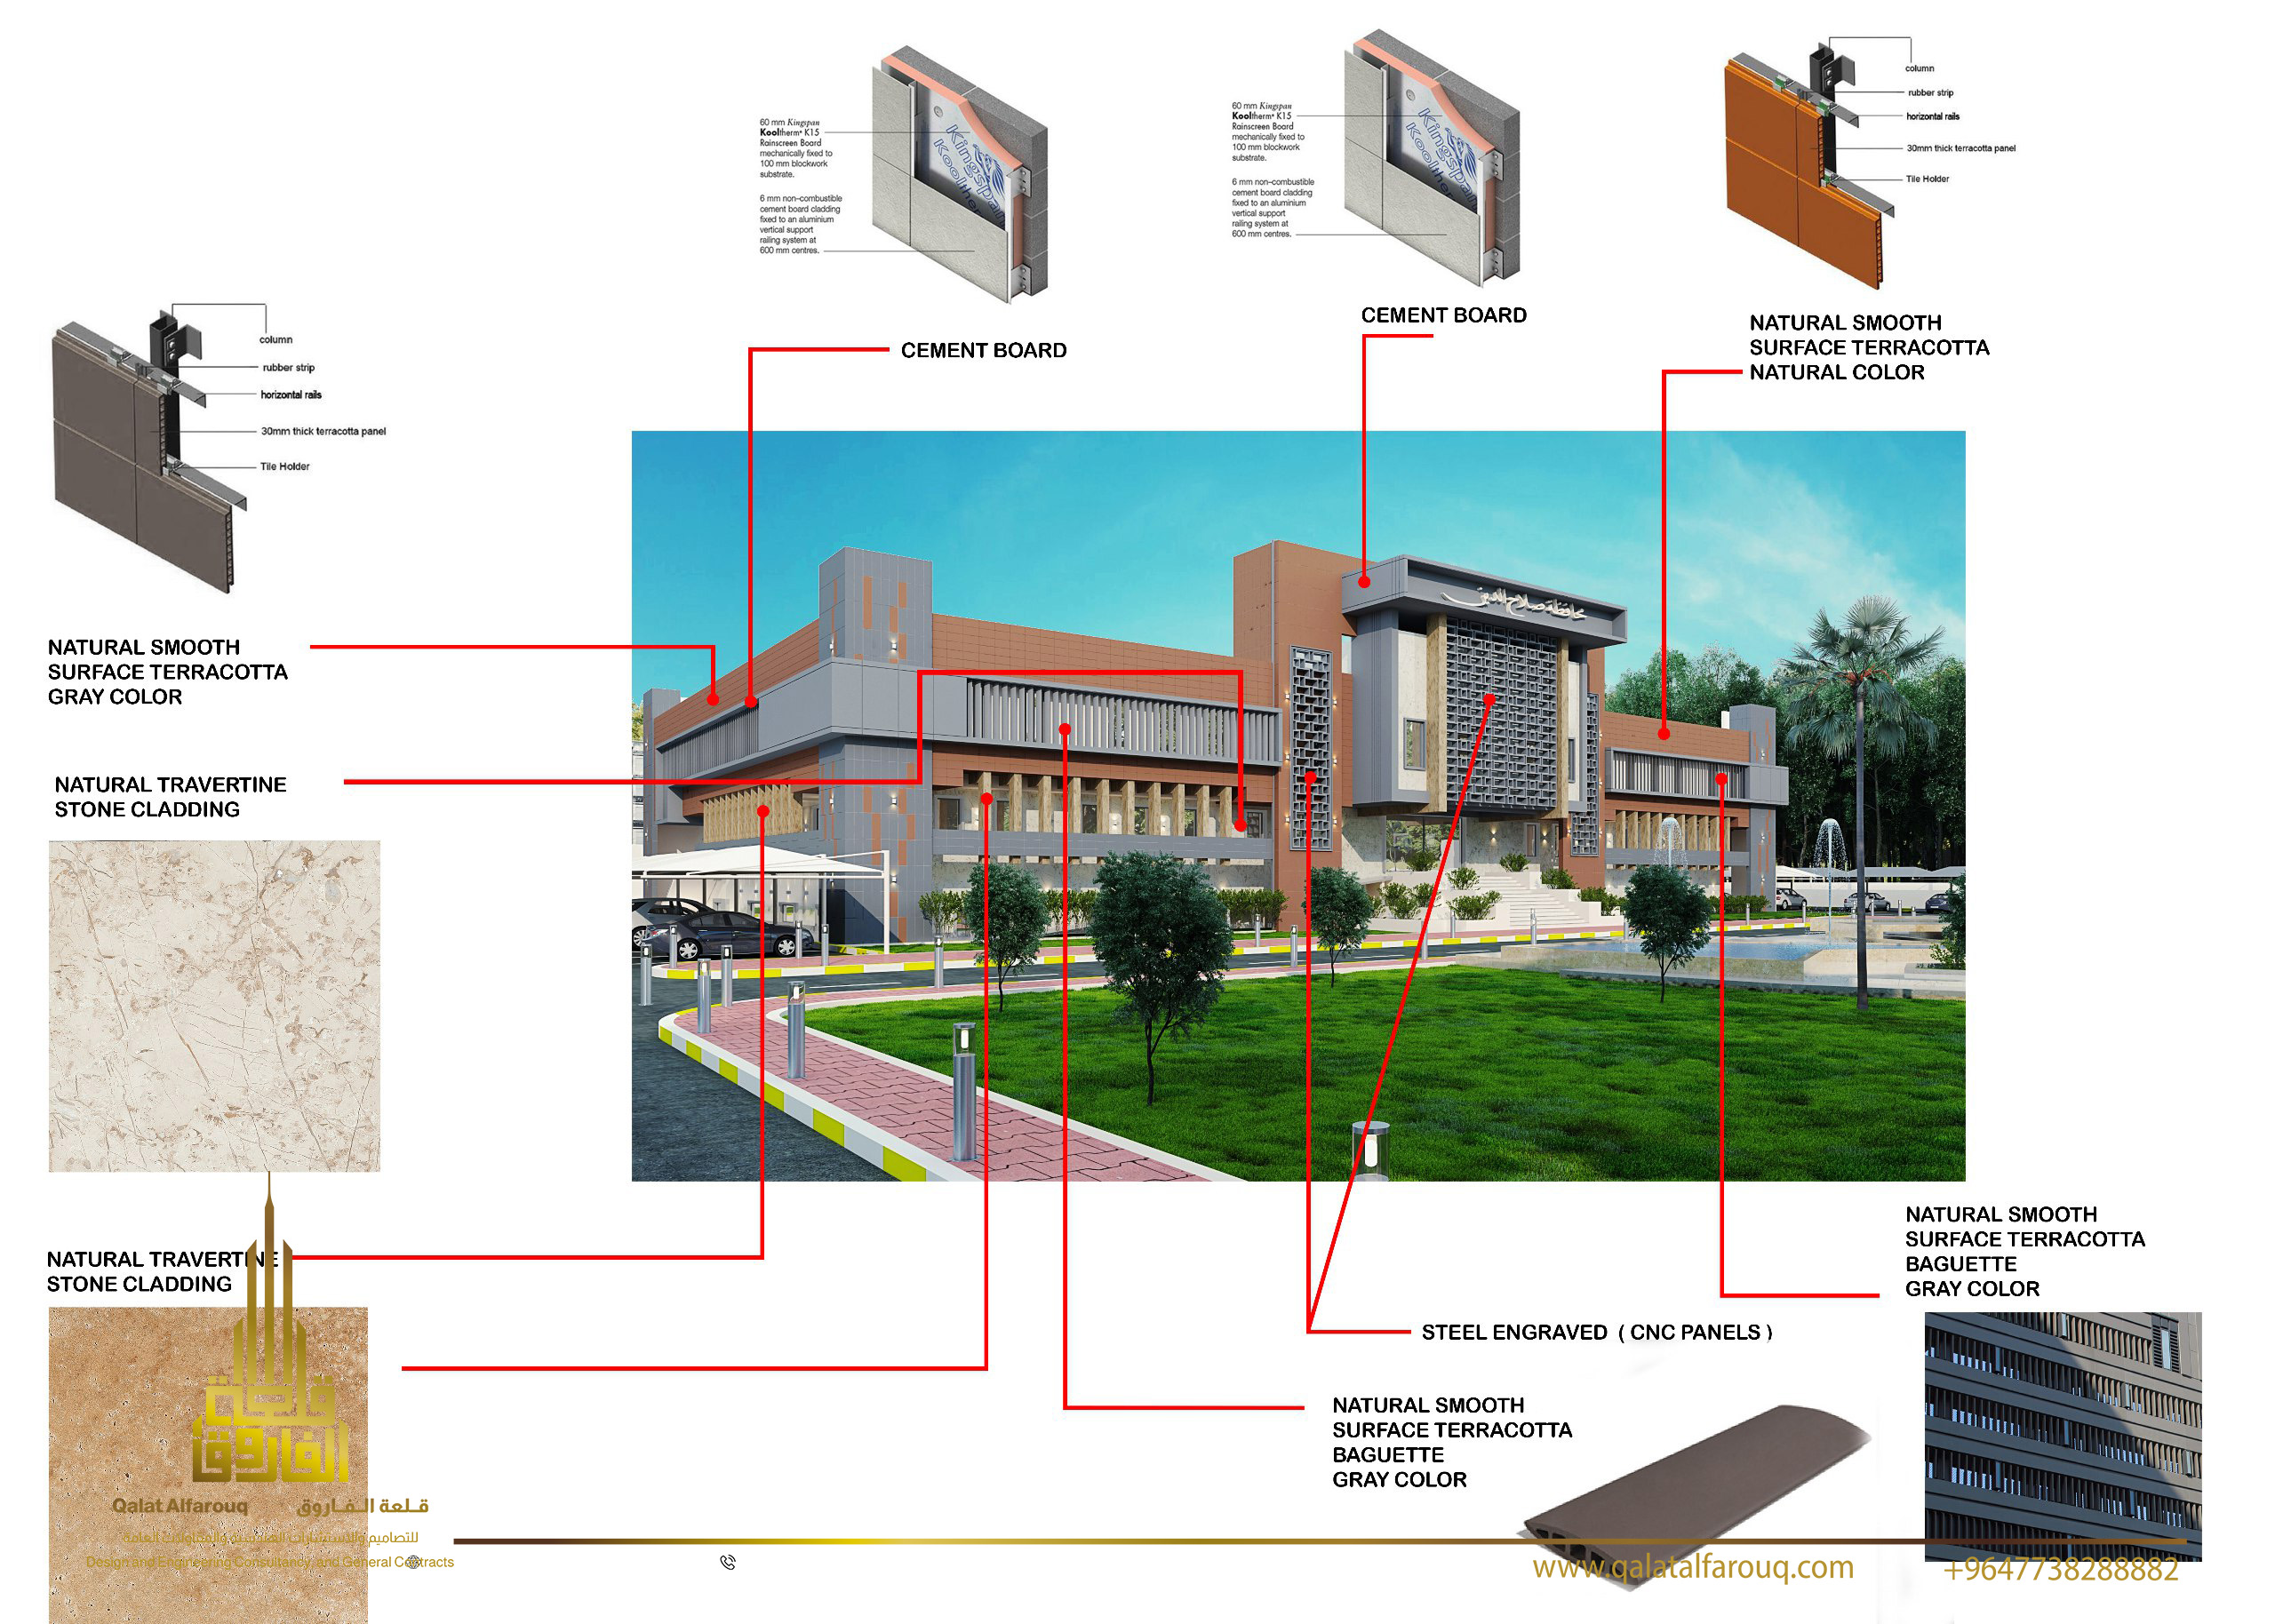 60 mm Kingspan
Kooltherm® K15
Rainscreen Board
mechanically fixed to
100 mm blockwork
substrate.
6 mm non-combustible
cement board cladding
fixed to an aluminium
vertical support
railing system at
600 mm centres.
Kingspan
Koolther
CEMENT BOARD
60 mm Kingspan
Kooltherm® K15
Rainscreen Board
mechanically fixed to
100 mm blockwork
substrate.
6 mm non-combustible
cement board cladding
fixed to an aluminium
vertical support
railing system at
600 mm centres.
Kingspan
Koolther
CEMENT BOARD
column
rubber strip
horizontal rails
30mm thick terracotta panel
Tile Holder
NATURAL SMOOTH
SURFACE TERRACOTTA
NATURAL COLOR
column
rubber strip
horizontal rails
30mm thick terracotta panel
Tile Holder
NATURAL SMOOTH
SURFACE TERRACOTTA
GRAY COLOR
محافظة صلاح الدين
NATURAL TRAVERTINE
STONE CLADDING
NATURAL TRAVERTINE
STONE CLADDING
NATURAL SMOOTH
SURFACE TERRACOTTA
BAGUETTE
GRAY COLOR
STEEL ENGRAVED ( CNC PANELS )
NATURAL SMOOTH
SURFACE TERRACOTTA
BAGUETTE
GRAY COLOR
قلعة
الفاروق
Qalat Alfarouq قـلعة الـفـاروق
للتصاميم والاستشارات الهندسية والمقاولات العامة
Design and Engineering Consultancy and General Contracts
www.qalatalfarouq.com
+9647738288882